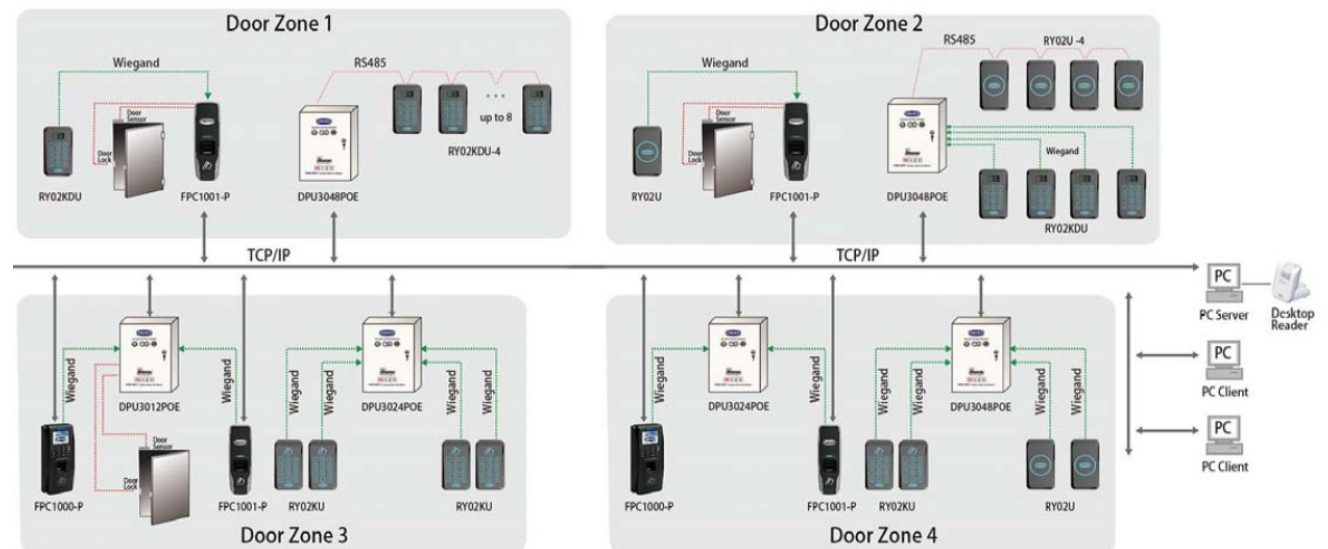 Door Zone 1
Wiegand
RS485
Door
Sensor
Door
Lock
• • •
up to 8
RY02KDU
FPC1001-P
DPU3048POE
RY02KDU-4
Door Zone 2
RS485
RY02U -4
Wiegand
Door
Sensor
Door
Lock
Wiegand
RY02U
FPC1001-P
DPU3048POE
RY02KDU
TCP/IP
TCP/IP
PC
PC Server
Desktop
Reader
PC
PC Client
PC
PC Client
Wiegand
DPU3012POE
Wiegand
Door
Sensor
Door
Lock
Wiegand
Wiegand
DPU3024POE
Wiegand
Wiegand
FPC1000-P
FPC1001-P
RY02KU
RY02KU
Door Zone 3
Wiegand
DPU3024POE
Wiegand
Wiegand
Wiegand
DPU3048POE
Wiegand
Wiegand
FPC1000-P
FPC1001-P
RY02KU
RY02U
Door Zone 4